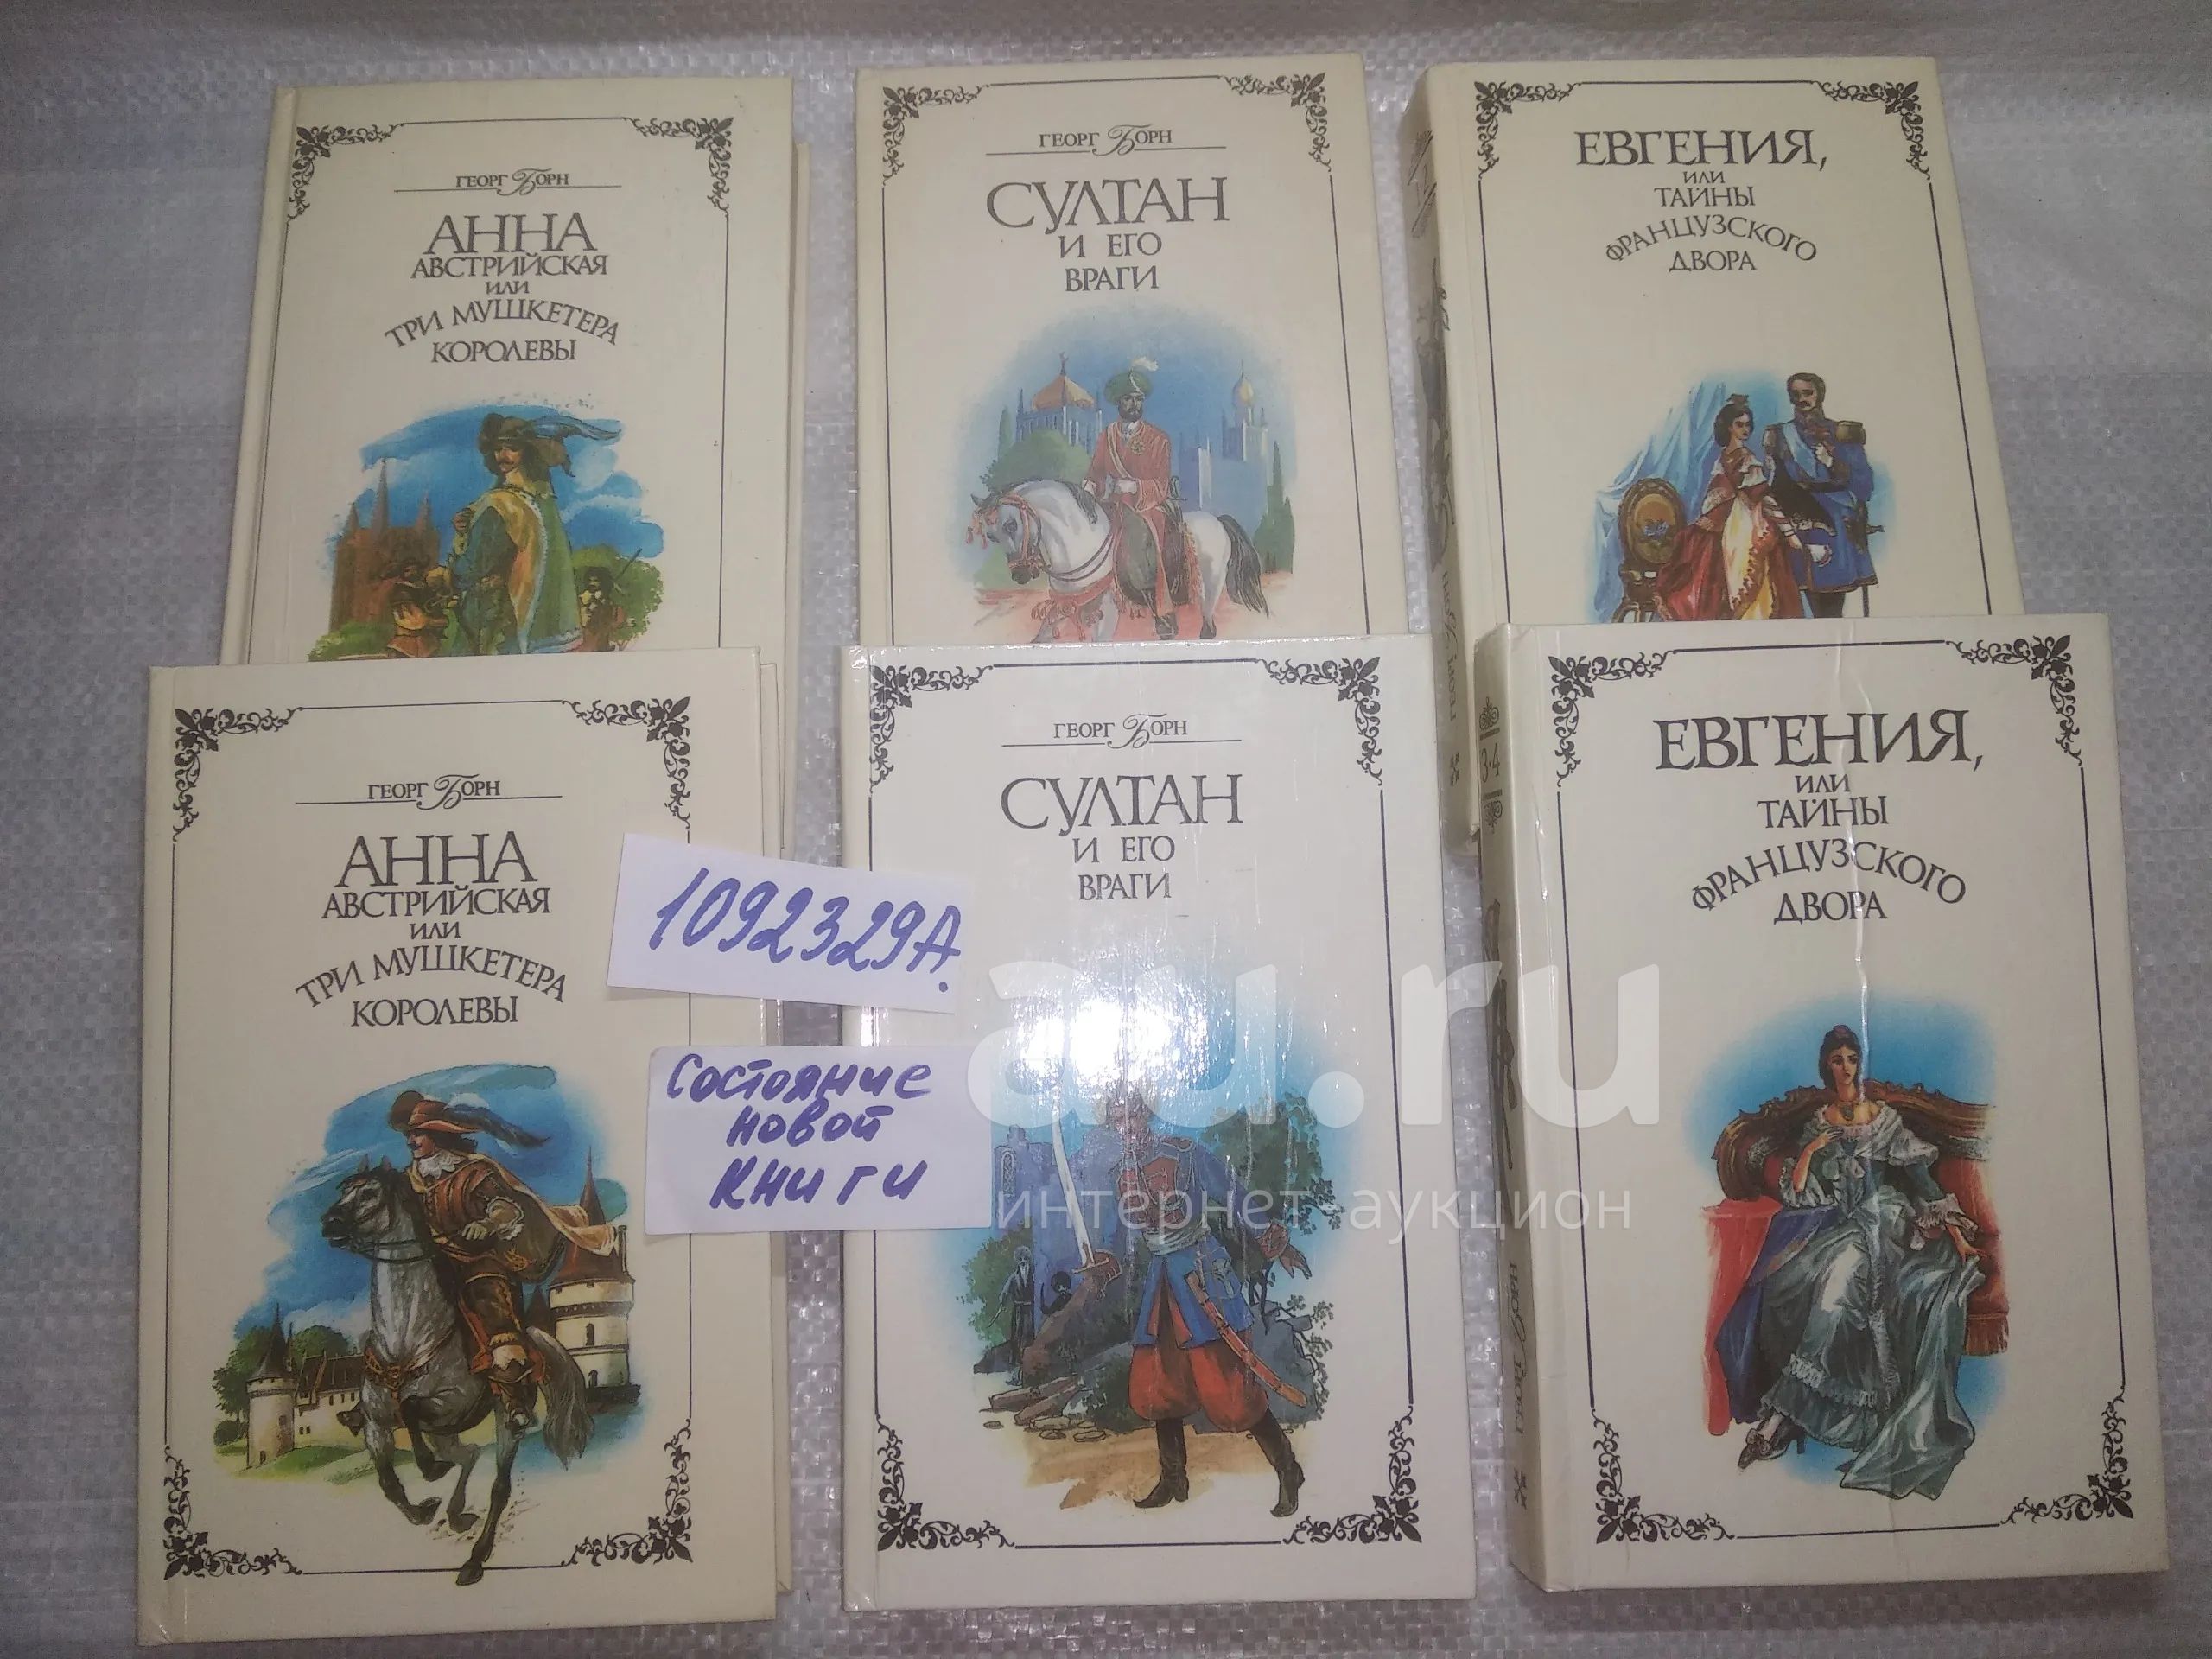 ГЕОРГ БОРН
АННА
АВСТРИЙСКАЯ
ИЛИ
ТРИ МУШКЕТЕРА
КОРОЛЕВЫ
ГЕОРГ БОРН
СУЛТАН
И ЕГО
ВРАГИ
ЕВГЕНИЯ,
ИЛИ
ТАЙНЫ
ФРАНЦУЗСКОГО
ДВОРА
ГЕОРГ БОРН
АННА
АВСТРИЙСКАЯ
ИЛИ
ТРИ МУШКЕТЕРА
КОРОЛЕВЫ
1092329А.
Состояние
новой
книги
ГЕОРГ БОРН
СУЛТАН
И ЕГО
ВРАГИ
3·4
ЕВГЕНИЯ,
ИЛИ
ТАЙНЫ
ФРАНЦУЗСКОГО
ДВОРА
au.ru
интернет аукцион